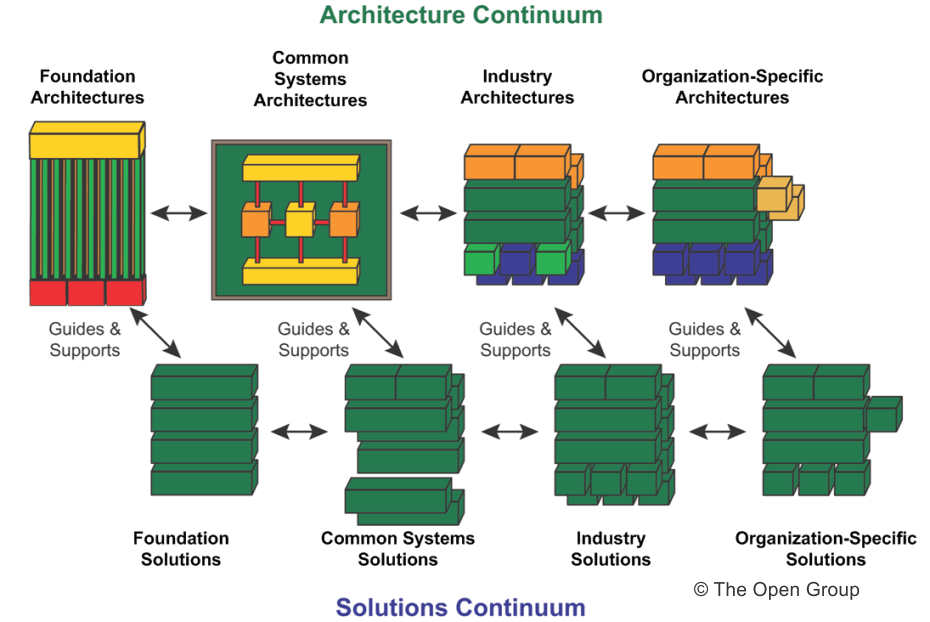 Architecture Continuum
Foundation
Architectures
Common
Systems
Architectures
Industry
Architectures
Organization-Specific
Architectures
Guides &
Supports
Guides &
Supports
Guides &
Supports
Guides &
Supports
Foundation
Solutions
Common Systems
Solutions
Industry
Solutions
Organization-Specific
Solutions
© The Open Group
Solutions Continuum